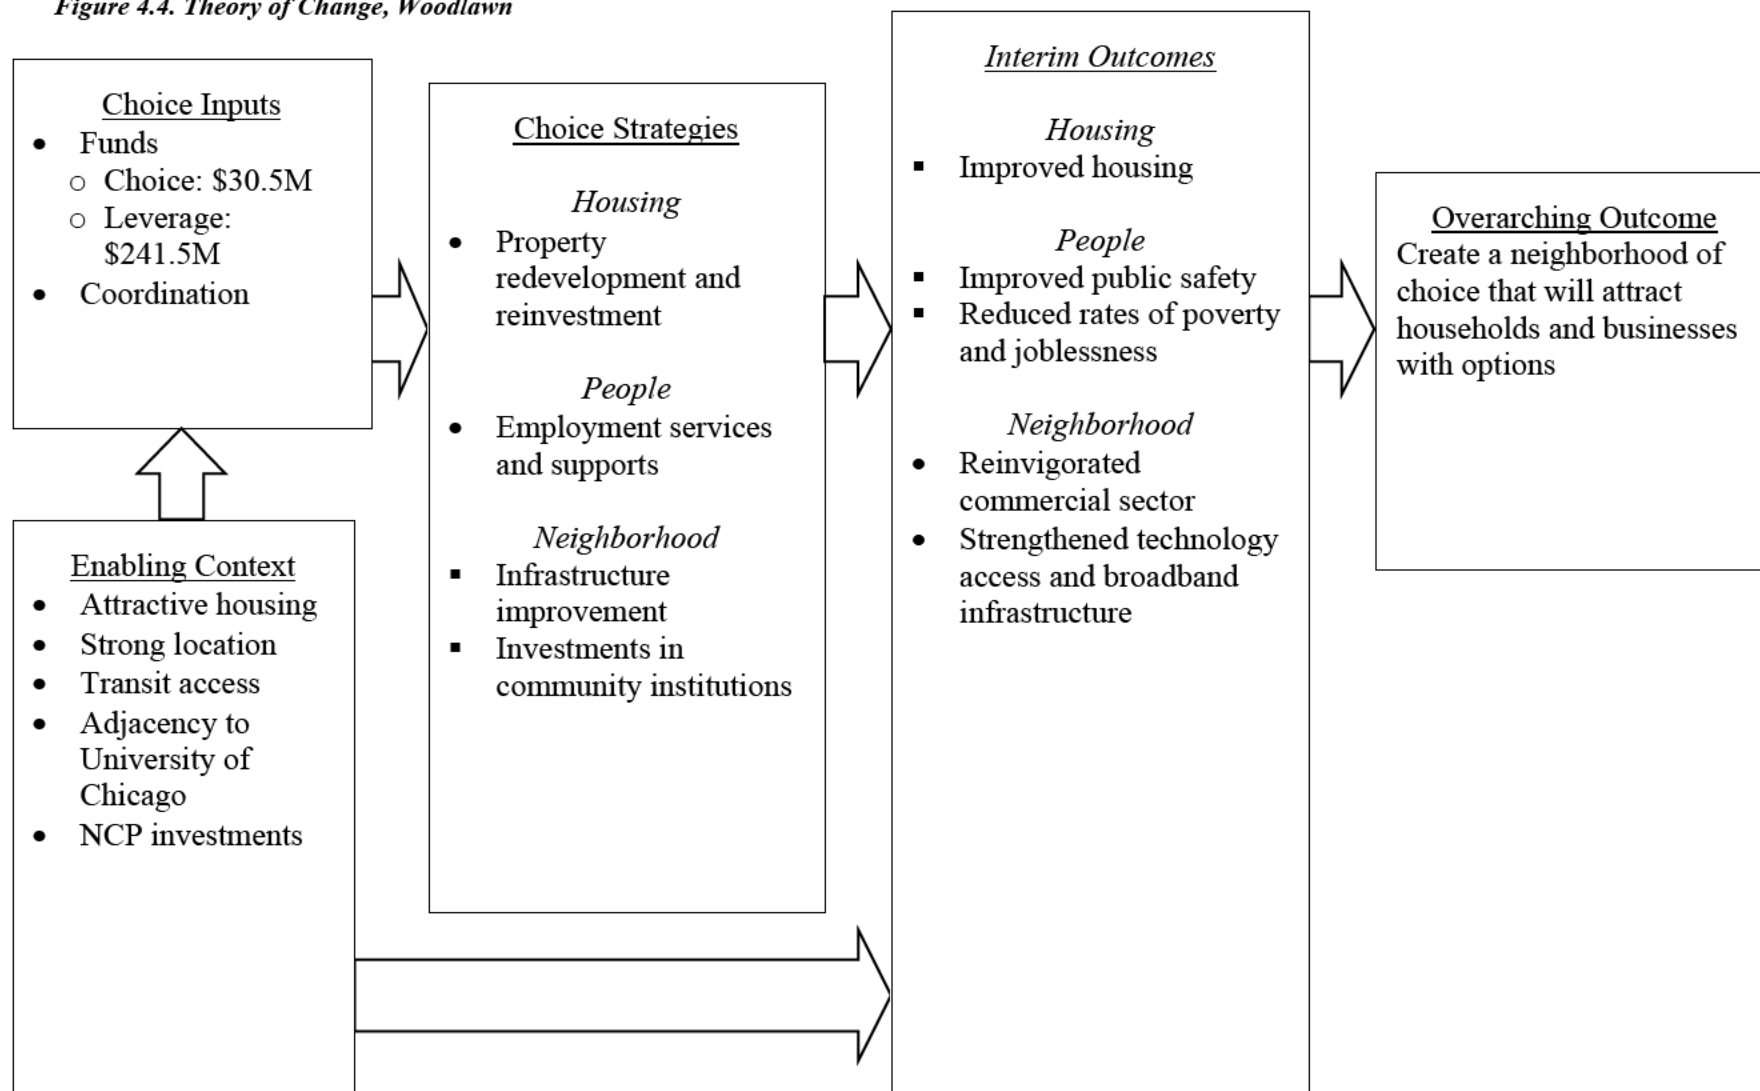 Figure 4.4. Theory of Change, Woodlawn
Choice Inputs
• Funds
o Choice: $30.5M
o Leverage:
$241.5M
• Coordination
Enabling Context
• Attractive housing
• Strong location
• Transit access
• Adjacency to
University of
Chicago
• NCP investments
Choice Strategies
Housing
• Property
redevelopment and
reinvestment
People
• Employment services
and supports
Neighborhood
▪ Infrastructure
improvement
▪ Investments in
community institutions
Interim Outcomes
Housing
▪ Improved housing
People
▪ Improved public safety
▪ Reduced rates of poverty
and joblessness
Neighborhood
• Reinvigorated
commercial sector
• Strengthened technology
access and broadband
infrastructure
Overarching Outcome
Create a neighborhood of
choice that will attract
households and businesses
with options